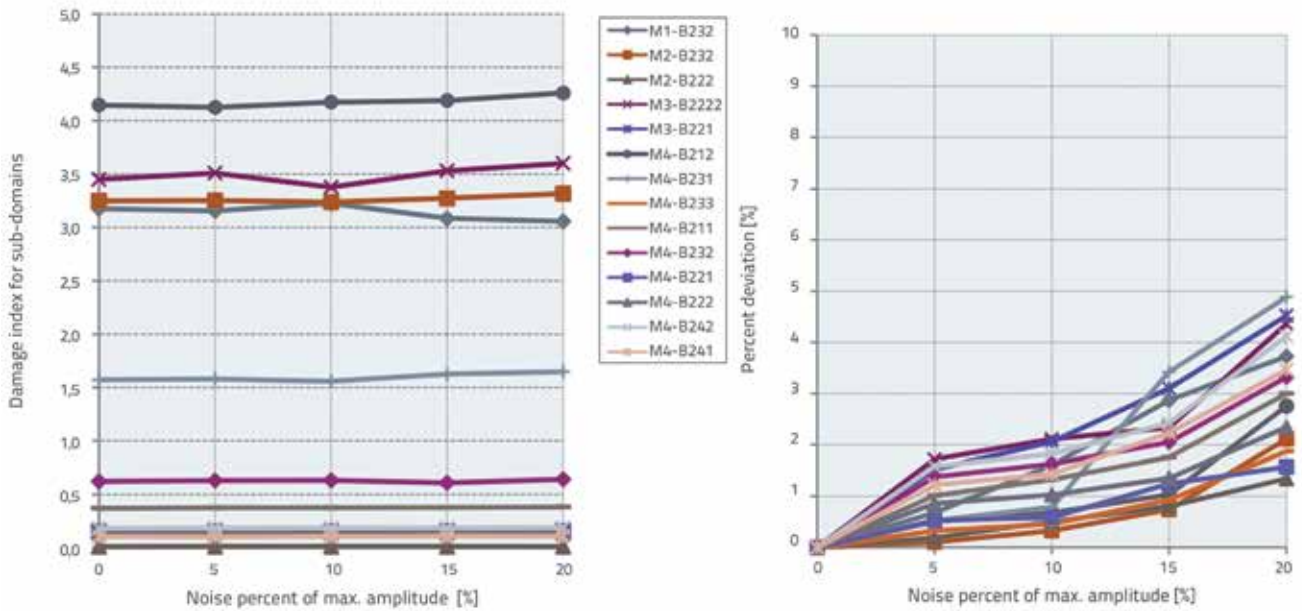 Damage index for sub-domains
5,0
4,5
4,0
3,5
3,0
2,5
2,0
1,5
1,0
0,5
0,0
0 5 10 15 20
Noise percent of max. amplitude [%]
M1-B232
M2-B232
M2-B222
M3-B2222
M3-B221
M4-B212
M4-B231
M4-B233
M4-B211
M4-B232
M4-B221
M4-B222
M4-B242
M4-B241
Percent deviation [%]
10
9
8
7
6
5
4
3
2
1
0
0 5 10 15 20
Noise percent of max. amplitude [%]